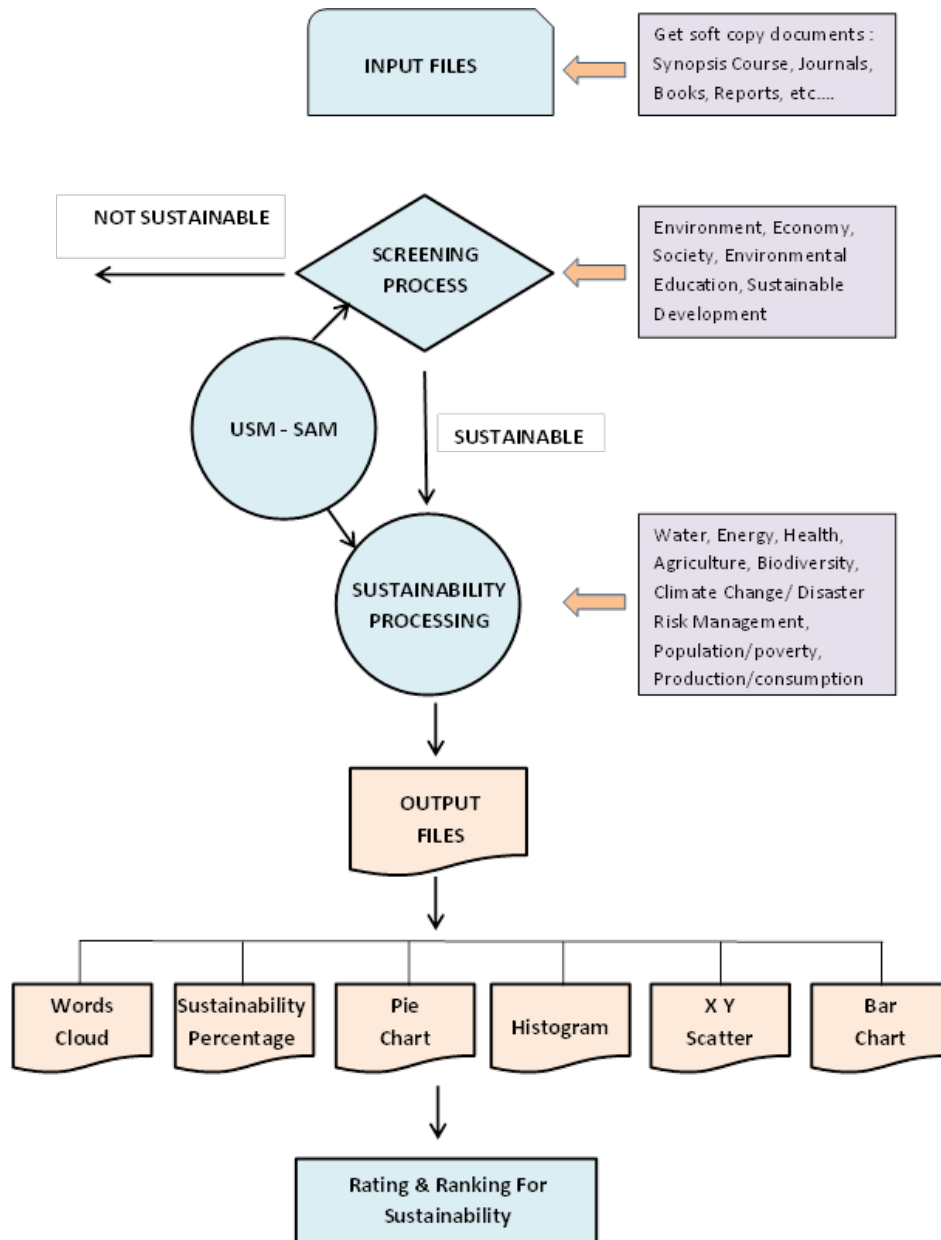 INPUT FILES
Get soft copy documents :
Synopsis Course, Journals,
Books, Reports, etc....
NOT SUSTAINABLE
SCREENING
PROCESS
Environment, Economy,
Society, Environmental
Education, Sustainable
Development
USM - SAM
SUSTAINABLE
SUSTAINABILITY
PROCESSING
Water, Energy, Health,
Agriculture, Biodiversity,
Climate Change/ Disaster
Risk Management,
Population/poverty,
Production/consumption
OUTPUT
FILES
Words
Cloud
Sustainability
Percentage
Pie
Chart
Histogram
X Y
Scatter
Bar
Chart
Rating & Ranking For
Sustainability